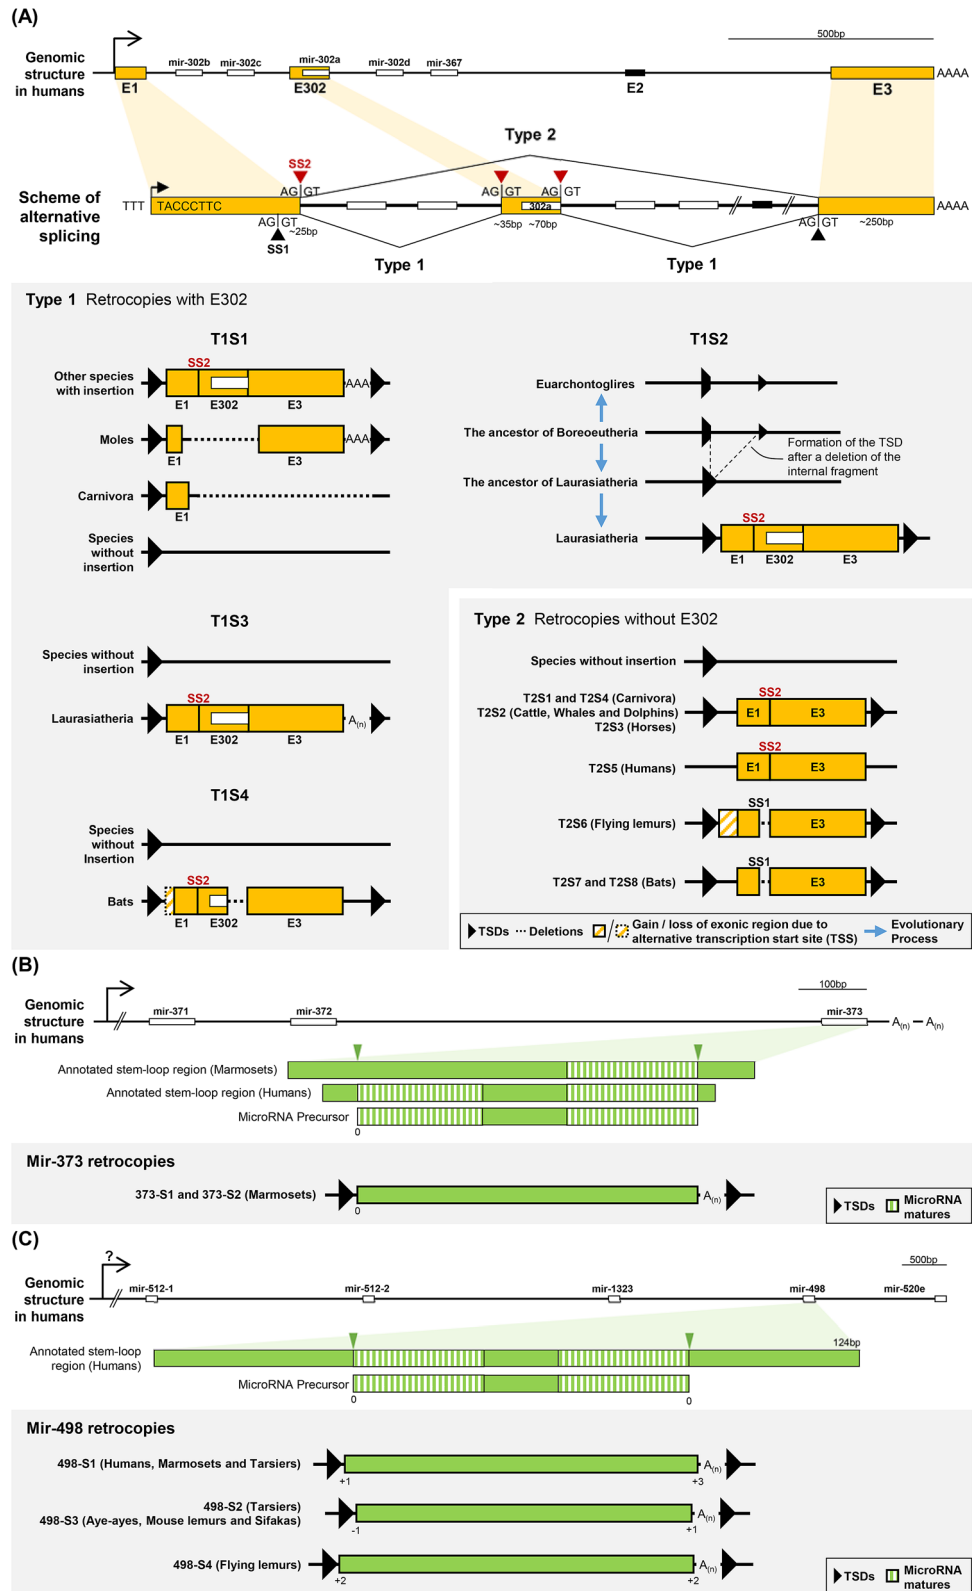 (A)
500bp
Genomic
structure
in humans
mir-302b
mir-302c
mir-302a
mir-302d
mir-367
E1
E302
E2
E3
AAAA
Type 2
SS2
AG GT
AG GT
AG GT
Scheme of
alternative
splicing
TTT
TACCCTTC
302a
AAAA
AG GT
~25bp
~35bp
~70bp
AG GT
~250bp
SS1
Type 1
Type 1
Type 1 Retrocopies with E302
T1S1
Other species
with insertion
SS2
AAA
E1
E302
E3
Moles
AAA
E1
E3
Carnivora
E1
Species
without
insertion
T1S2
Euarchontoglires
The ancestor of Boreoeutheria
Formation of the TSD
after a deletion of the
internal fragment
The ancestor of Laurasiatheria
Laurasiatheria
SS2
E1
E302
E3
T1S3
Species without
insertion
Laurasiatheria
SS2
A(n)
E1
E302
E3
T1S4
Species
without
Insertion
Bats
SS2
E1
E302
E3
Type 2 Retrocopies without E302
Species without insertion
T2S1 and T2S4 (Carnivora)
T2S2 (Cattle, Whales and Dolphins)
T2S3 (Horses)
SS2
E1
E3
T2S5 (Humans)
SS2
E1
E3
T2S6 (Flying lemurs)
SS1
E3
T2S7 and T2S8 (Bats)
SS1
E3
TSDs
Deletions
/
Gain / loss of exonic region due to
alternative transcription start site (TSS)
Evolutionary
Process
(B)
100bp
Genomic
structure
in humans
mir-371
mir-372
mir-373
A(n)
A(n)
Annotated stem-loop region (Marmosets)
Annotated stem-loop region (Humans)
MicroRNA Precursor
0
Mir-373 retrocopies
373-S1 and 373-S2 (Marmosets)
A(n)
0
TSDs
MicroRNA
matures
(C)
?
500bp
Genomic
structure
in humans
mir-512-1
mir-512-2
mir-1323
mir-498
mir-520e
Annotated stem-loop
region (Humans)
124bp
MicroRNA Precursor
0
0
Mir-498 retrocopies
498-S1 (Humans, Marmosets and Tarsiers)
A(n)
+1
+3
498-S2 (Tarsiers)
498-S3 (Aye-ayes, Mouse lemurs and Sifakas)
A(n)
-1
+1
498-S4 (Flying lemurs)
A(n)
+2
+2
TSDs
MicroRNA
matures